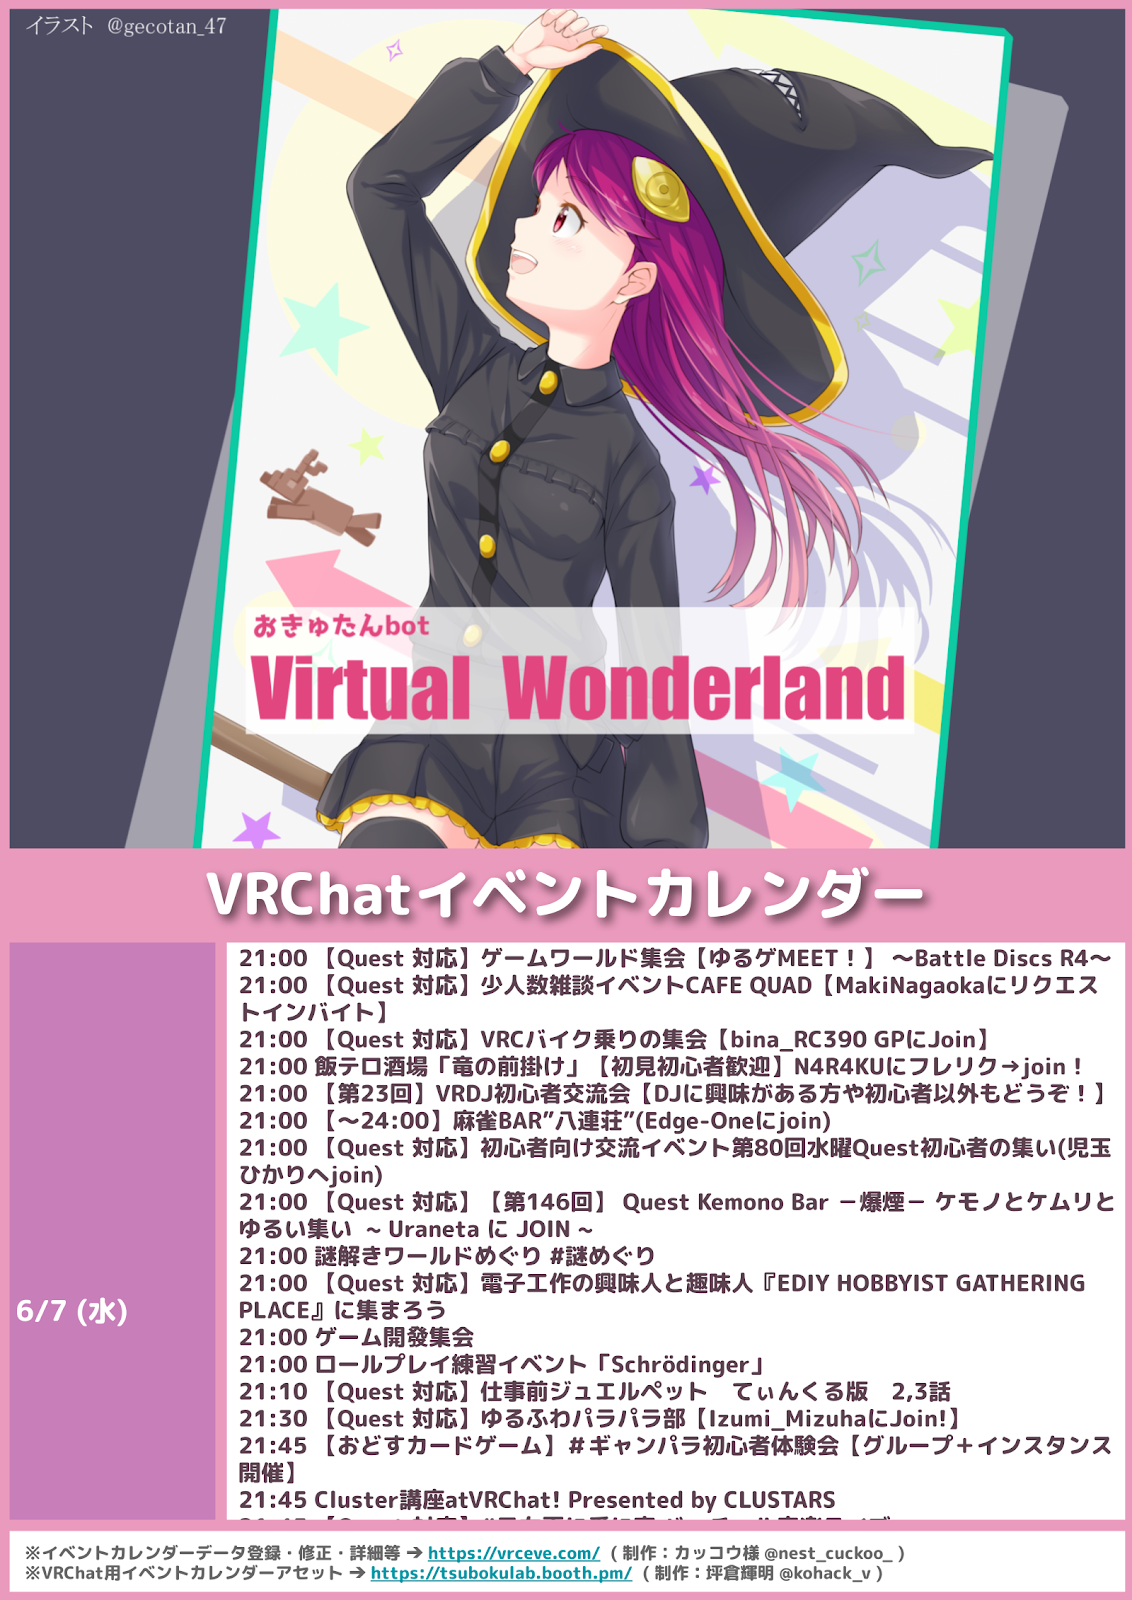 イラスト @gecotan_47
おきゅたんbot
Virtual Wonderland
VRChatイベントカレンダー
6/7 (水)
21:00 【Quest 対応】ゲームワールド集会【ゆるゲMEET！】 ～Battle Discs R4～
21:00 【Quest 対応】少人数雑談イベントCAFE QUAD【MakiNagaokaにリクエス
トインバイト】
21:00 【Quest 対応】VRCバイク乗りの集会【bina_RC390 GPにJoin】
21:00 飯テロ酒場「竜の前掛け」【初見初心者歓迎】N4R4KUにフレリク→join！
21:00 【第23回】VRDJ初心者交流会【DJに興味がある方や初心者以外もどうぞ！】
21:00 【～24:00】麻雀BAR”八連荘”(Edge-Oneにjoin)
21:00 【Quest 対応】初心者向け交流イベント第80回水曜Quest初心者の集い(児玉
ひかりへjoin)
21:00 【Quest 対応】【第146回】 Quest Kemono Bar －爆煙－ ケモノとケムリと
ゆるい集い ~ Uraneta に JOIN ~
21:00 謎解きワールドめぐり #謎めぐり
21:00 【Quest 対応】電子工作の興味人と趣味人『EDIY HOBBYIST GATHERING
PLACE』に集まろう
21:00 ゲーム開發集会
21:00 ロールプレイ練習イベント「Schrödinger」
21:10 【Quest 対応】仕事前ジュエルペット　てぃんくる版　2,3話
21:30 【Quest 対応】ゆるふわパラパラ部【Izumi_MizuhaにJoin!】
21:45 【おどすカードゲーム】＃ギャンパラ初心者体験会【グループ＋インスタンス
開催】
21:45 Cluster講座atVRChat! Presented by CLUSTARS
※イベントカレンダーデータ登録・修正・詳細等 ➔ https://vrceve.com/ ( 制作：カッコウ様 @nest_cuckoo_ )
※VRChat用イベントカレンダーアセット ➔ https://tsubokulab.booth.pm/ ( 制作：坪倉輝明 @kohack_v )